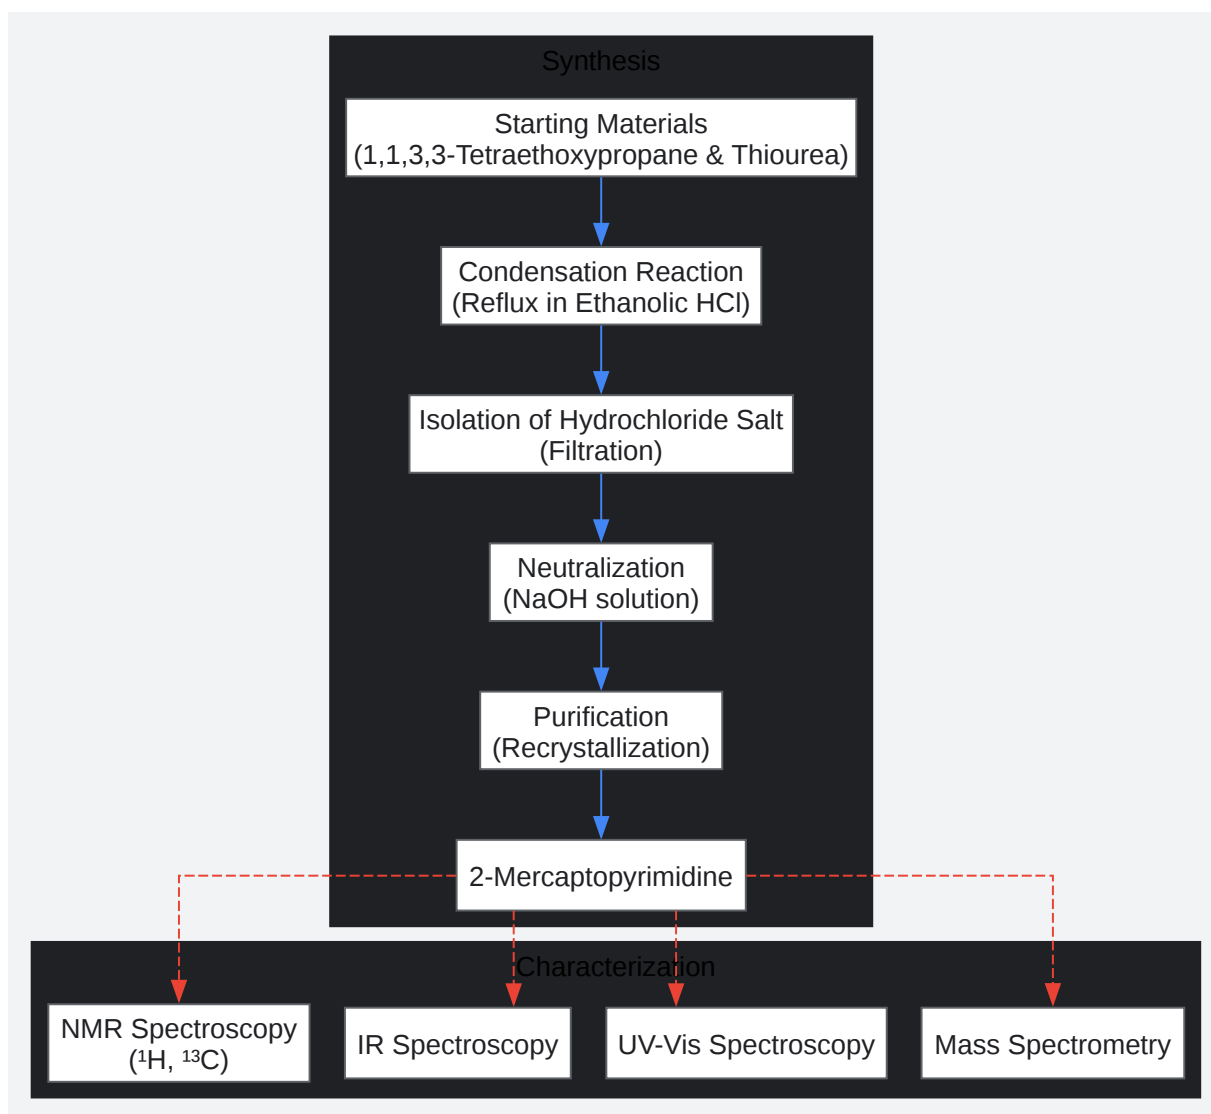 Synthesis
Starting Materials
(1,1,3,3-Tetraethoxypropane & Thiourea)
Condensation Reaction
(Reflux in Ethanolic HCl)
Isolation of Hydrochloride Salt
(Filtration)
Neutralization
(NaOH solution)
Purification
(Recrystallization)
2-Mercaptopyrimidine
Characterization
NMR Spectroscopy
(¹H, ¹³C)
IR Spectroscopy
UV-Vis Spectroscopy
Mass Spectrometry